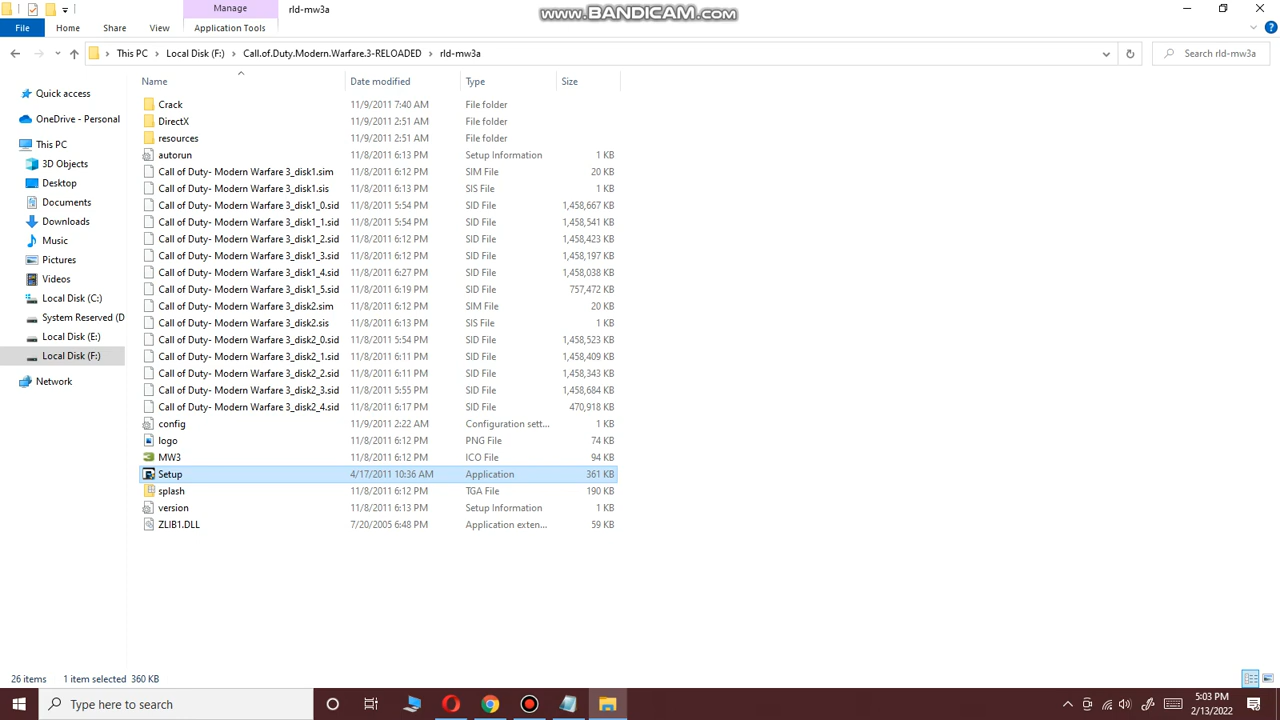 Manage
rld-mw3a
www.BANDICAM.com
File
Home
Share
View
Application Tools
This PC
Local Disk (F:)
Call.of.Duty.Modern.Warfare.3-RELOADED
rld-mw3a
Search rld-mw3a
Name
Date modified
Type
Size
Quick access
OneDrive - Personal
This PC
3D Objects
Desktop
Documents
Downloads
Music
Pictures
Videos
Local Disk (C:)
System Reserved (D
Local Disk (E:)
Local Disk (F:)
Network
Crack 11/9/2011 7:40 AM File folder
DirectX 11/9/2011 2:51 AM File folder
resources 11/9/2011 2:51 AM File folder
autorun 11/8/2011 6:13 PM Setup Information 1 KB
Call of Duty- Modern Warfare 3_disk1.sim 11/8/2011 6:12 PM SIM File 20 KB
Call of Duty- Modern Warfare 3_disk1.sis 11/8/2011 6:13 PM SIS File 1 KB
Call of Duty- Modern Warfare 3_disk1_0.sid 11/8/2011 5:54 PM SID File 1,458,667 KB
Call of Duty- Modern Warfare 3_disk1_1.sid 11/8/2011 5:54 PM SID File 1,458,541 KB
Call of Duty- Modern Warfare 3_disk1_2.sid 11/8/2011 6:12 PM SID File 1,458,423 KB
Call of Duty- Modern Warfare 3_disk1_3.sid 11/8/2011 6:12 PM SID File 1,458,197 KB
Call of Duty- Modern Warfare 3_disk1_4.sid 11/8/2011 6:27 PM SID File 1,458,038 KB
Call of Duty- Modern Warfare 3_disk1_5.sid 11/8/2011 6:19 PM SID File 757,472 KB
Call of Duty- Modern Warfare 3_disk2.sim 11/8/2011 6:12 PM SIM File 20 KB
Call of Duty- Modern Warfare 3_disk2.sis 11/8/2011 6:13 PM SIS File 1 KB
Call of Duty- Modern Warfare 3_disk2_0.sid 11/8/2011 5:54 PM SID File 1,458,523 KB
Call of Duty- Modern Warfare 3_disk2_1.sid 11/8/2011 6:11 PM SID File 1,458,409 KB
Call of Duty- Modern Warfare 3_disk2_2.sid 11/8/2011 6:11 PM SID File 1,458,343 KB
Call of Duty- Modern Warfare 3_disk2_3.sid 11/8/2011 5:55 PM SID File 1,458,684 KB
Call of Duty- Modern Warfare 3_disk2_4.sid 11/8/2011 6:17 PM SID File 470,918 KB
config 11/9/2011 2:22 AM Configuration sett... 1 KB
logo 11/8/2011 6:12 PM PNG File 74 KB
MW3 11/8/2011 6:12 PM ICO File 94 KB
Setup 4/17/2011 10:36 AM Application 361 KB
splash 11/8/2011 6:12 PM TGA File 190 KB
version 11/8/2011 6:13 PM Setup Information 1 KB
ZLIB1.DLL 7/20/2005 6:48 PM Application exten... 59 KB
26 items
1 item selected 360 KB
Type here to search
5:03 PM
2/13/2022